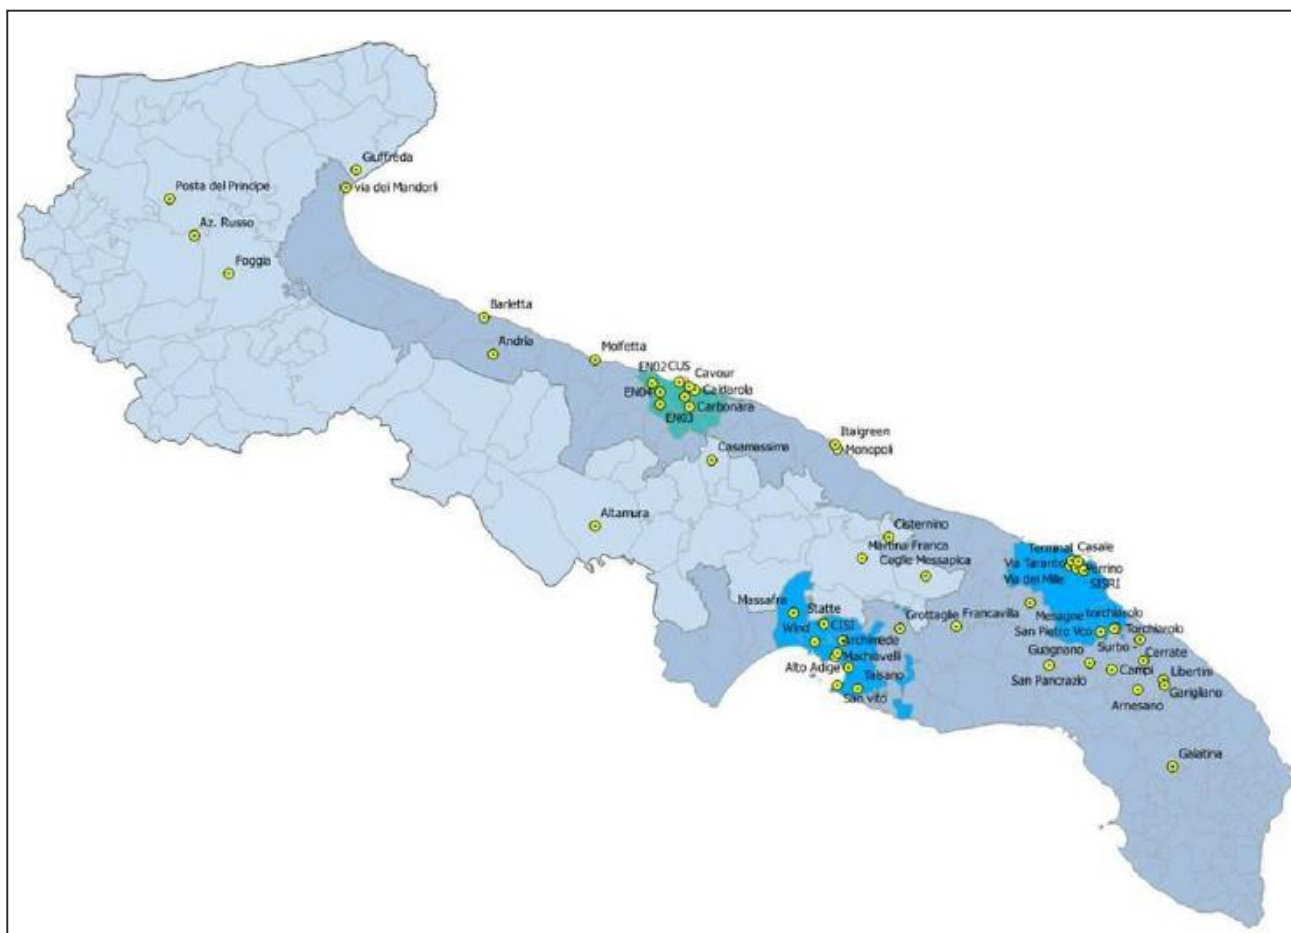 Giuffreda
via dei Mandorli
Posta del Principe
Az. Russo
Foggia
Barletta
Andria
Molfetta
EN02 CUS
Cavour
EN04
Caldarola
Carbonara
EN03
Casamassima
Italgreen
Monopoli
Altamura
Cisternino
Martina Franca
Ceglie Messapica
Terminal Casale
Via Taranto
Perrino
Via dei Mille
SISRI
Massafra
Statte
Grottaglie
Francavilla
Mesagne
torchiarolo
Wind
CISI
Archimede
San Pietro Vco
Torchiarolo
Surbo
Machiavelli
Guagnano
Cerrate
Alto Adige
Talsano
San Pancrazio
Campi
Libertini
San vito
Garigliano
Arnesano
Galatina